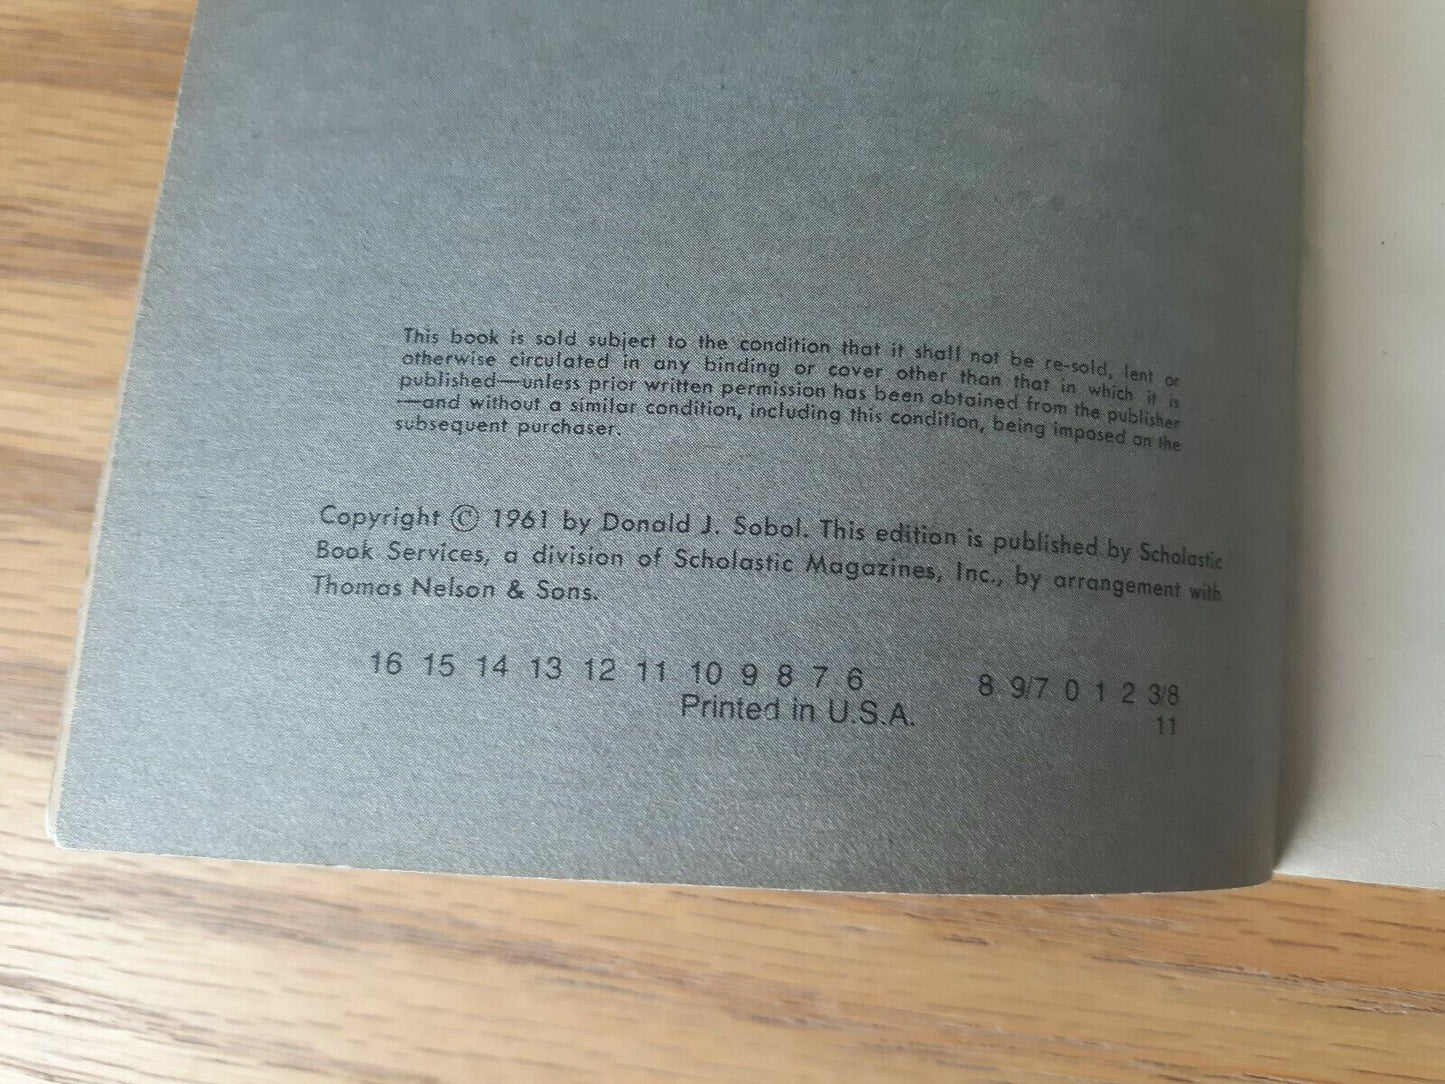 This book is sold subject to the condition that it shall not be re-sold, lent or
otherwise circulated in any binding or cover other than that in which it is
published—unless prior written permission has been obtained from the publisher
—and without a similar condition, including this condition, being imposed on the
subsequent purchaser.
Copyright © 1961 by Donald J. Sobol. This edition is published by Scholastic
Book Services, a division of Scholastic Magazines, Inc., by arrangement with
Thomas Nelson & Sons.
16 15 14 13 12 11 10 9 8 7 6 8 9/7 0 1 2 3/8
Printed in U.S.A. 11